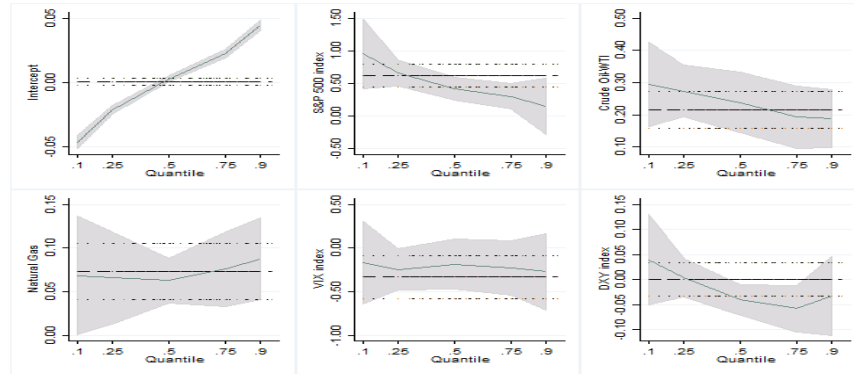 Intercept
0.05
0.00
-0.05
.1 .25 .5 .75 .9
Quantile
S&P 500 index
1.50
1.00
0.50
0.00
-0.50
.1 .25 .5 .75 .9
Quantile
Crude Oil-WTI
0.50
0.40
0.30
0.20
0.10
.1 .25 .5 .75 .9
Quantile
Natural Gas
0.15
0.10
0.05
0.00
.1 .25 .5 .75 .9
Quantile
VIX index
0.50
0.00
-0.50
-1.00
.1 .25 .5 .75 .9
Quantile
DXY index
0.15
0.10
0.05
0.00
-0.05
-0.10
.1 .25 .5 .75 .9
Quantile